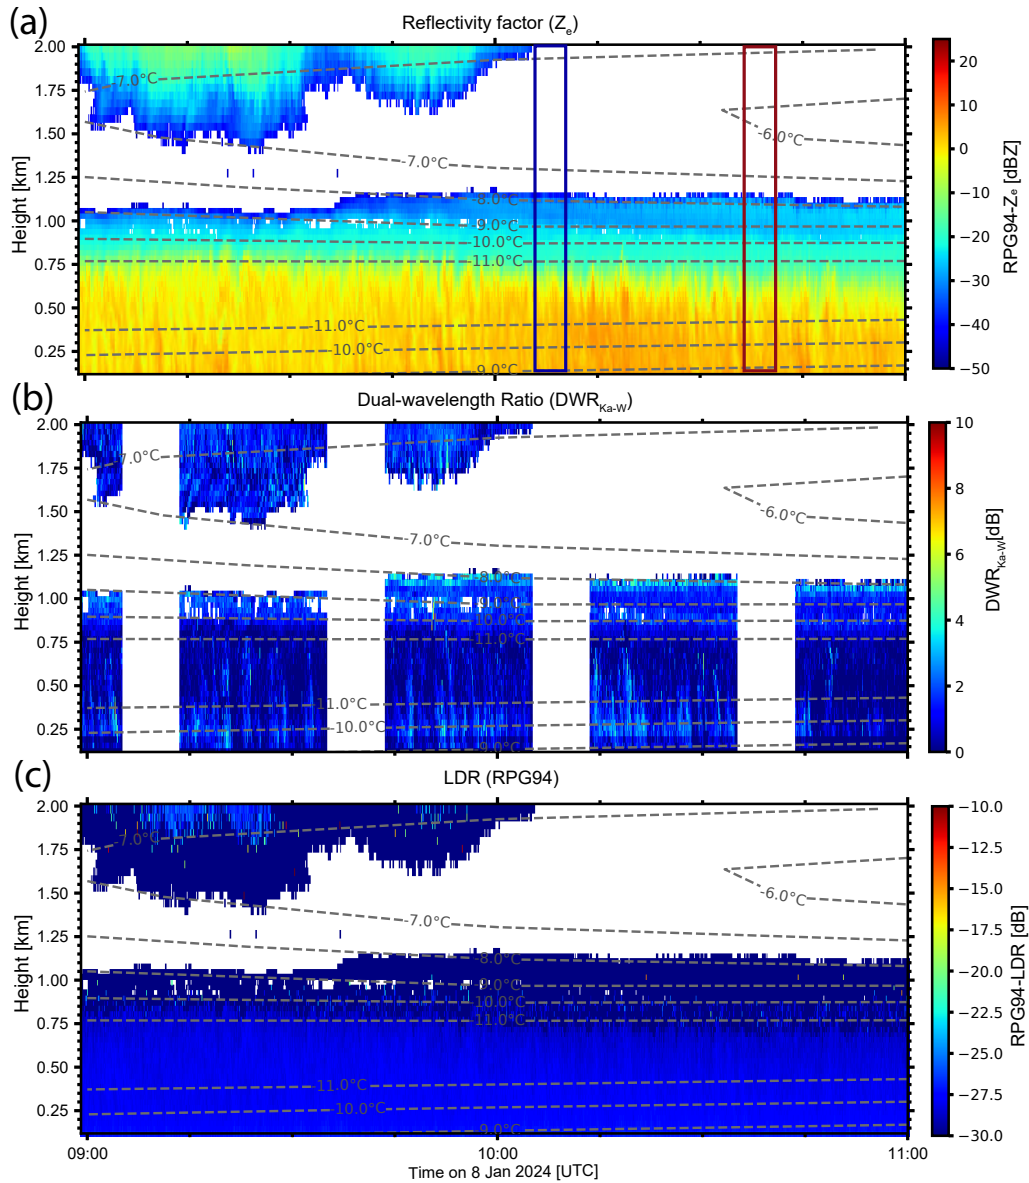 (a)
Reflectivity factor (Ze)
2.00
1.75
1.50
1.25
1.00
0.75
0.50
0.25
Height [km]
-7.0°C
-6.0°C
-7.0°C
-8.0°C
-9.0°C
-10.0°C
-11.0°C
-11.0°C
-10.0°C
-9.0°C
20
10
0
−10
−20
−30
−40
−50
RPG94-Ze [dBZ]
(b)
Dual-wavelength Ratio (DWRKa-W)
2.00
1.75
1.50
1.25
1.00
0.75
0.50
0.25
Height [km]
-7.0°C
-6.0°C
-7.0°C
-8.0°C
-9.0°C
-10.0°C
-11.0°C
-11.0°C
-10.0°C
-9.0°C
10
8
6
4
2
0
DWRKa-W[dB]
(c)
LDR (RPG94)
2.00
1.75
1.50
1.25
1.00
0.75
0.50
0.25
Height [km]
-7.0°C
-6.0°C
-7.0°C
-8.0°C
-9.0°C
-10.0°C
-11.0°C
-11.0°C
-10.0°C
-9.0°C
−10.0
−12.5
−15.0
−17.5
−20.0
−22.5
−25.0
−27.5
−30.0
RPG94-LDR [dB]
09:00
10:00
11:00
Time on 8 Jan 2024 [UTC]